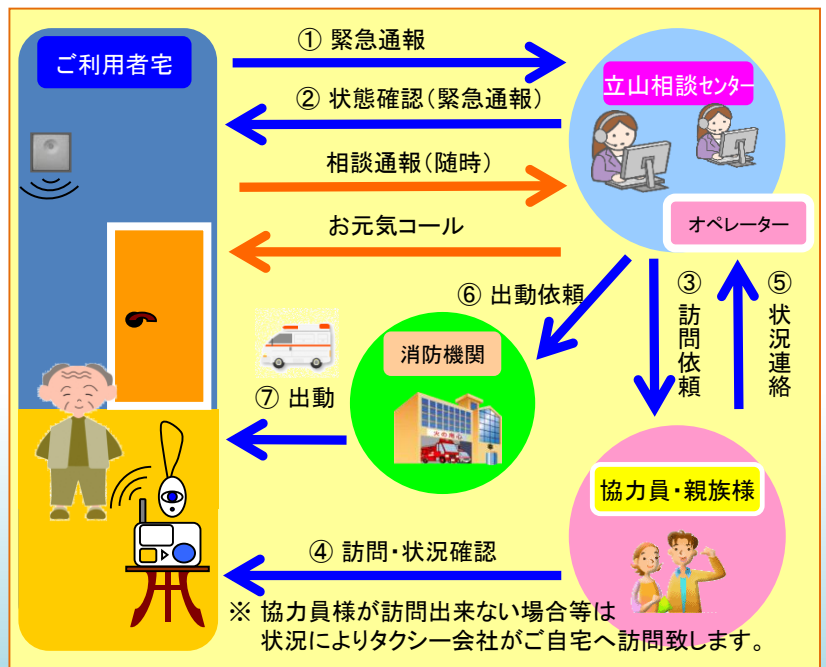 ご利用者宅
① 緊急通報
立山相談センター
② 状態確認(緊急通報)
相談通報(随時)
お元気コール
オペレーター
⑥ 出動依頼
③訪問依頼
⑤状況連絡
消防機関
火の用心
⑦ 出動
協力員・親族様
④ 訪問・状況確認
※ 協力員様が訪問出来ない場合等は
状況によりタクシー会社がご自宅へ訪問致します。